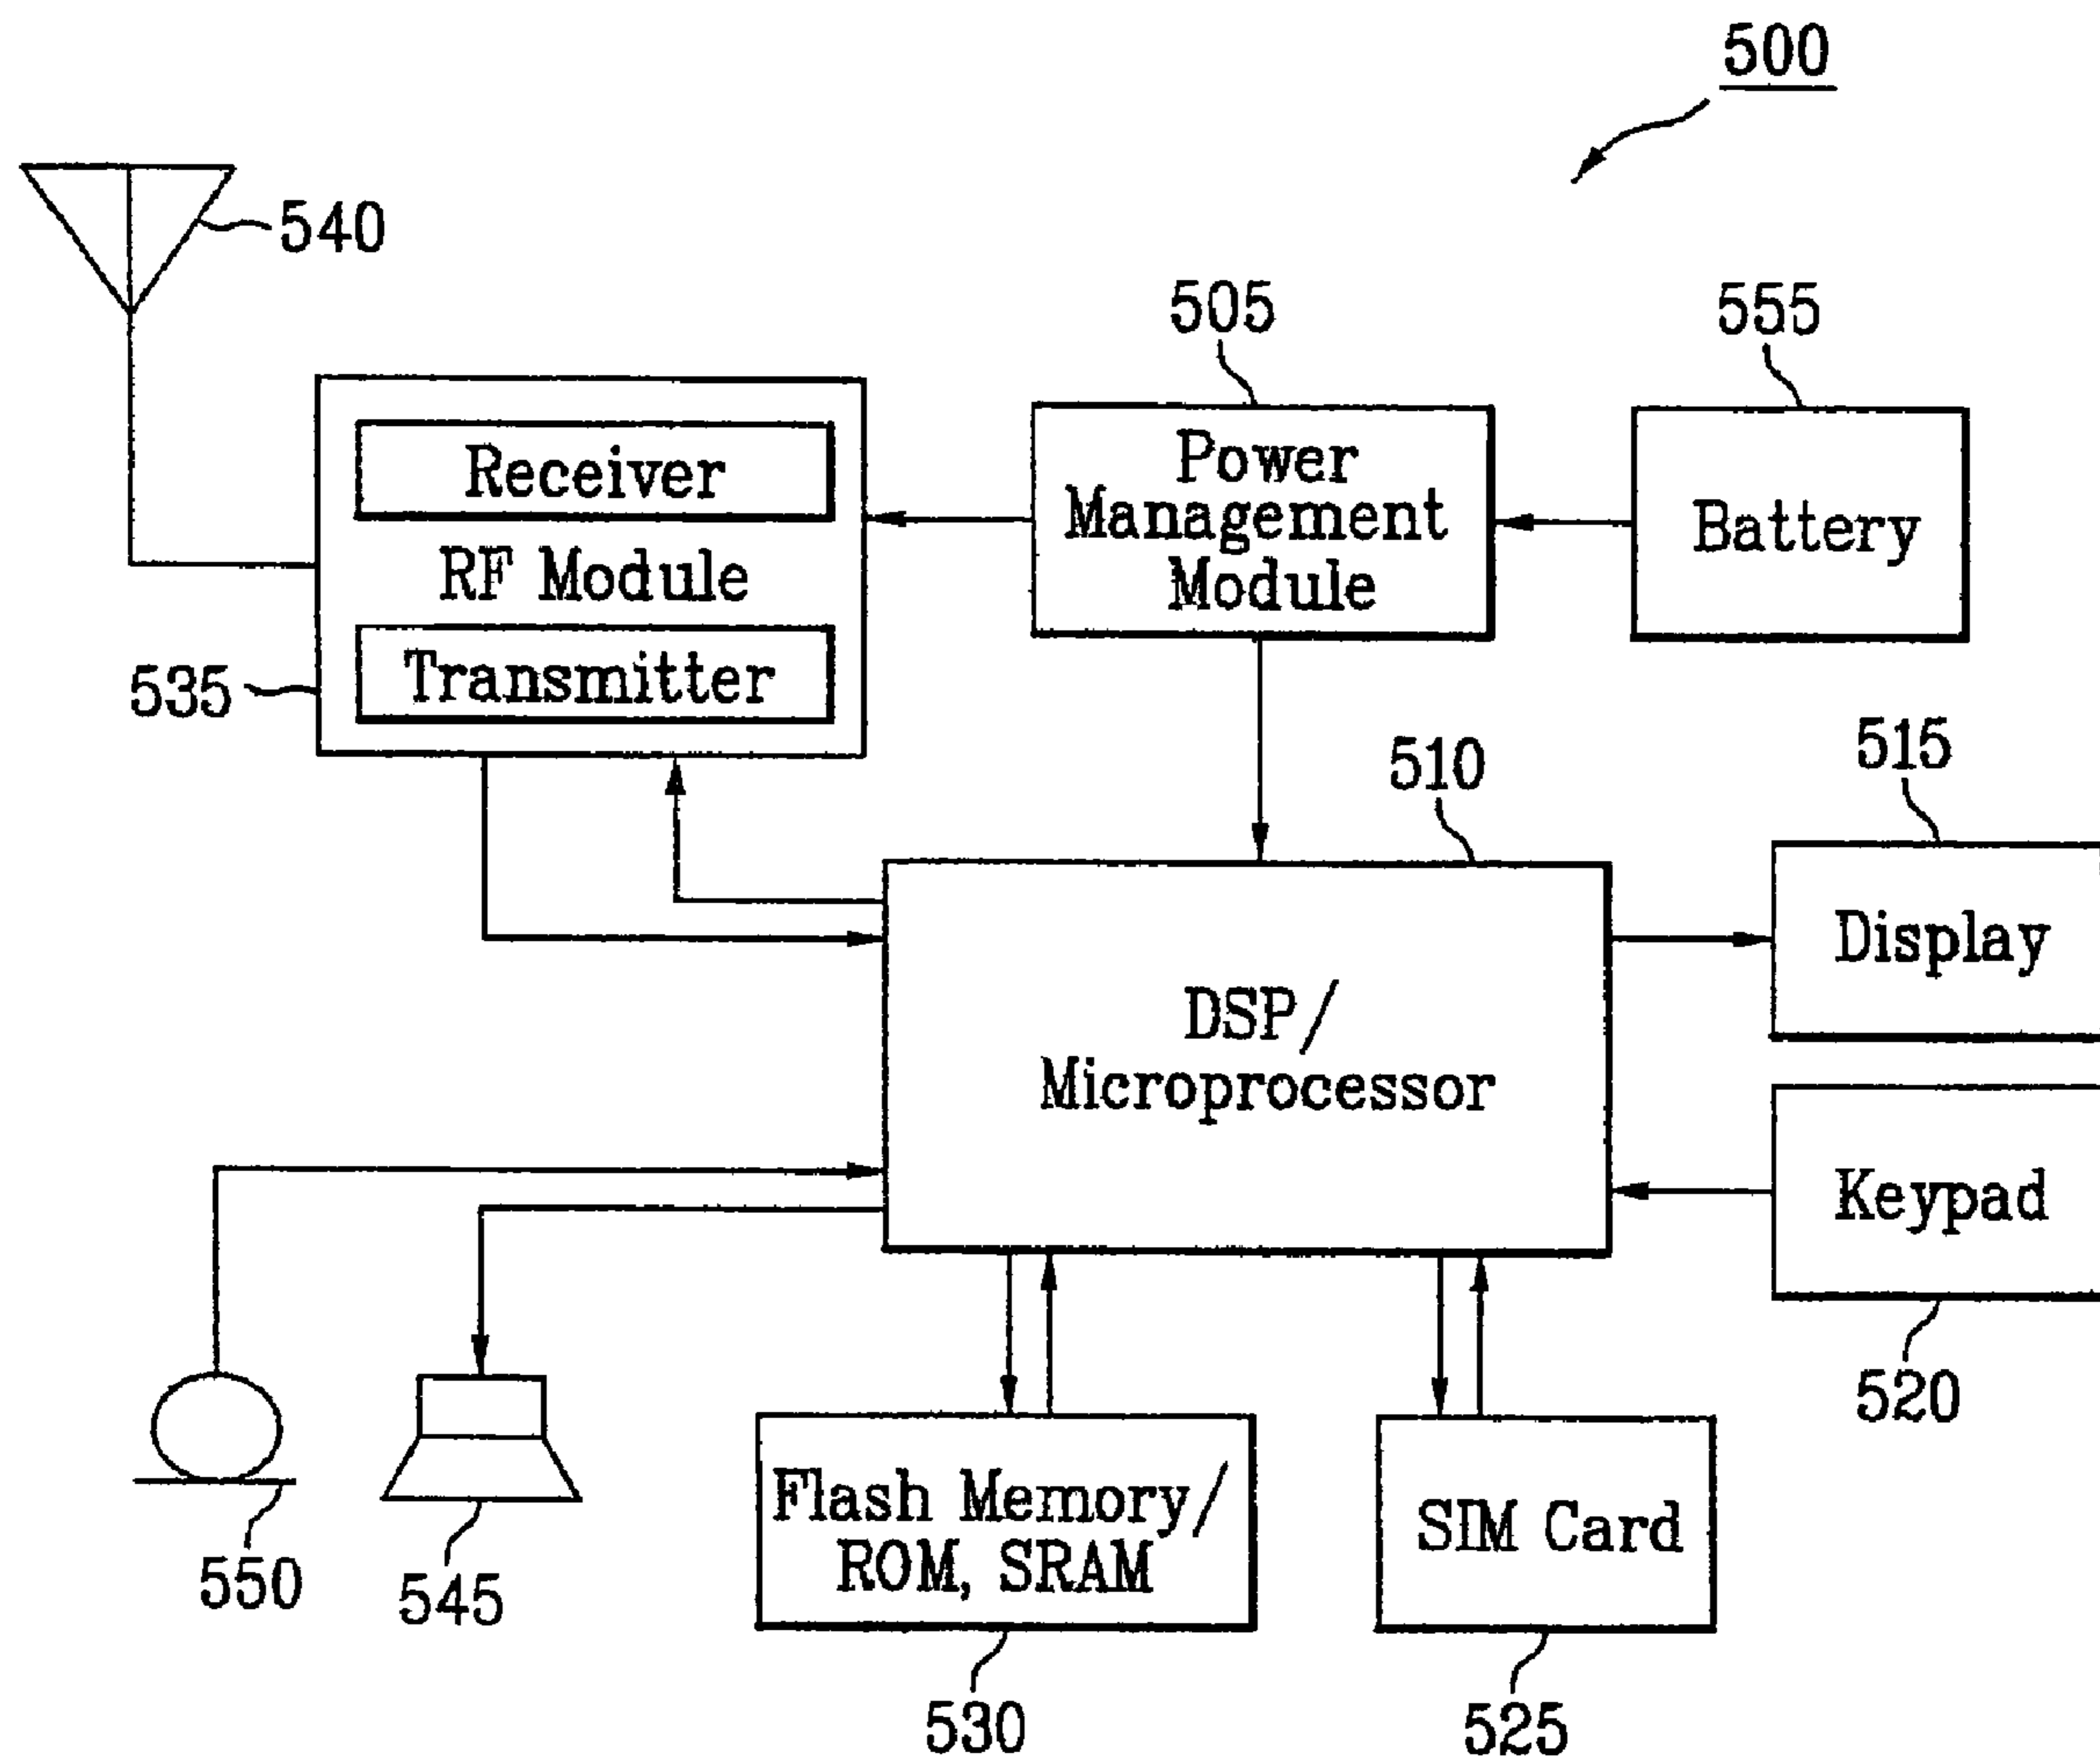 500
540
505
555
Receiver
RF Module
Transmitter
535
Power
Management
Module
Battery
510
515
DSP/
Microprocessor
Display
Keypad
520
550
545
Flash Memory/
ROM, SRAM
530
SIM Card
525